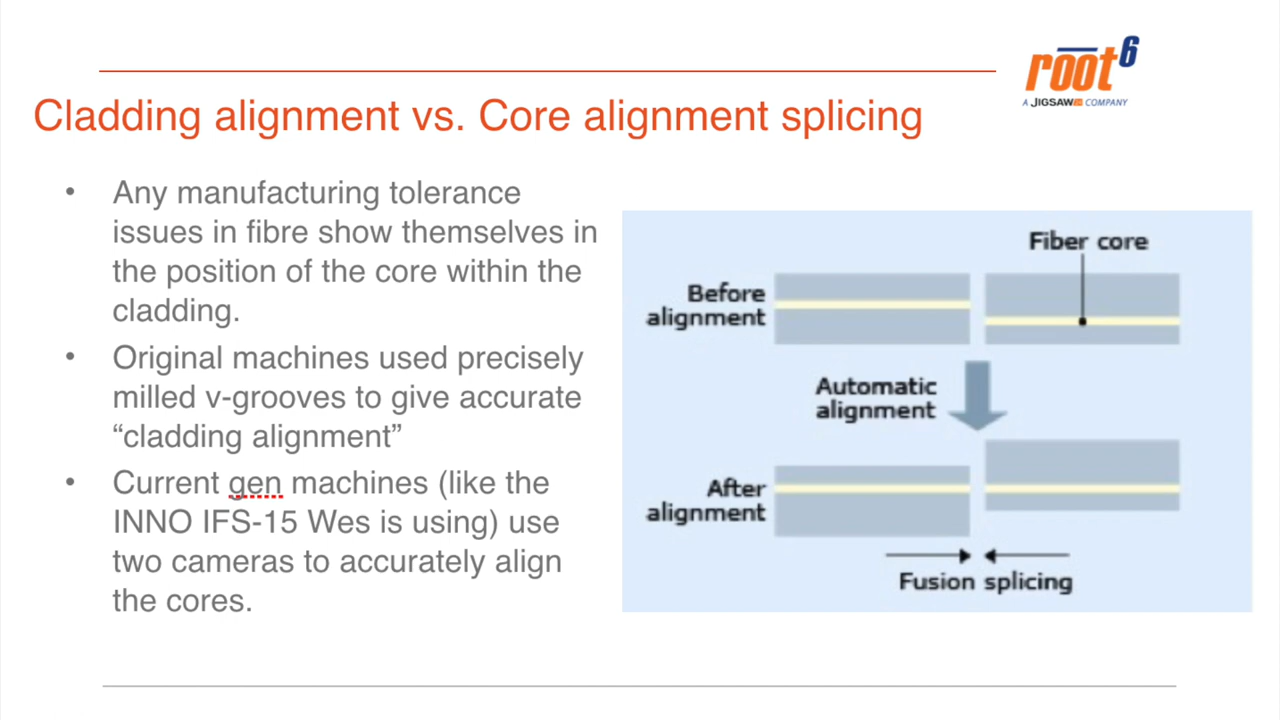 root6
A JIGSAW24 COMPANY
Cladding alignment vs. Core alignment splicing
• Any manufacturing tolerance
issues in fibre show themselves in
the position of the core within the
cladding.
• Original machines used precisely
milled v-grooves to give accurate
“cladding alignment”
• Current gen machines (like the
INNO IFS-15 Wes is using) use
two cameras to accurately align
the cores.
Fiber core
Before
alignment
Automatic
alignment
After
alignment
Fusion splicing